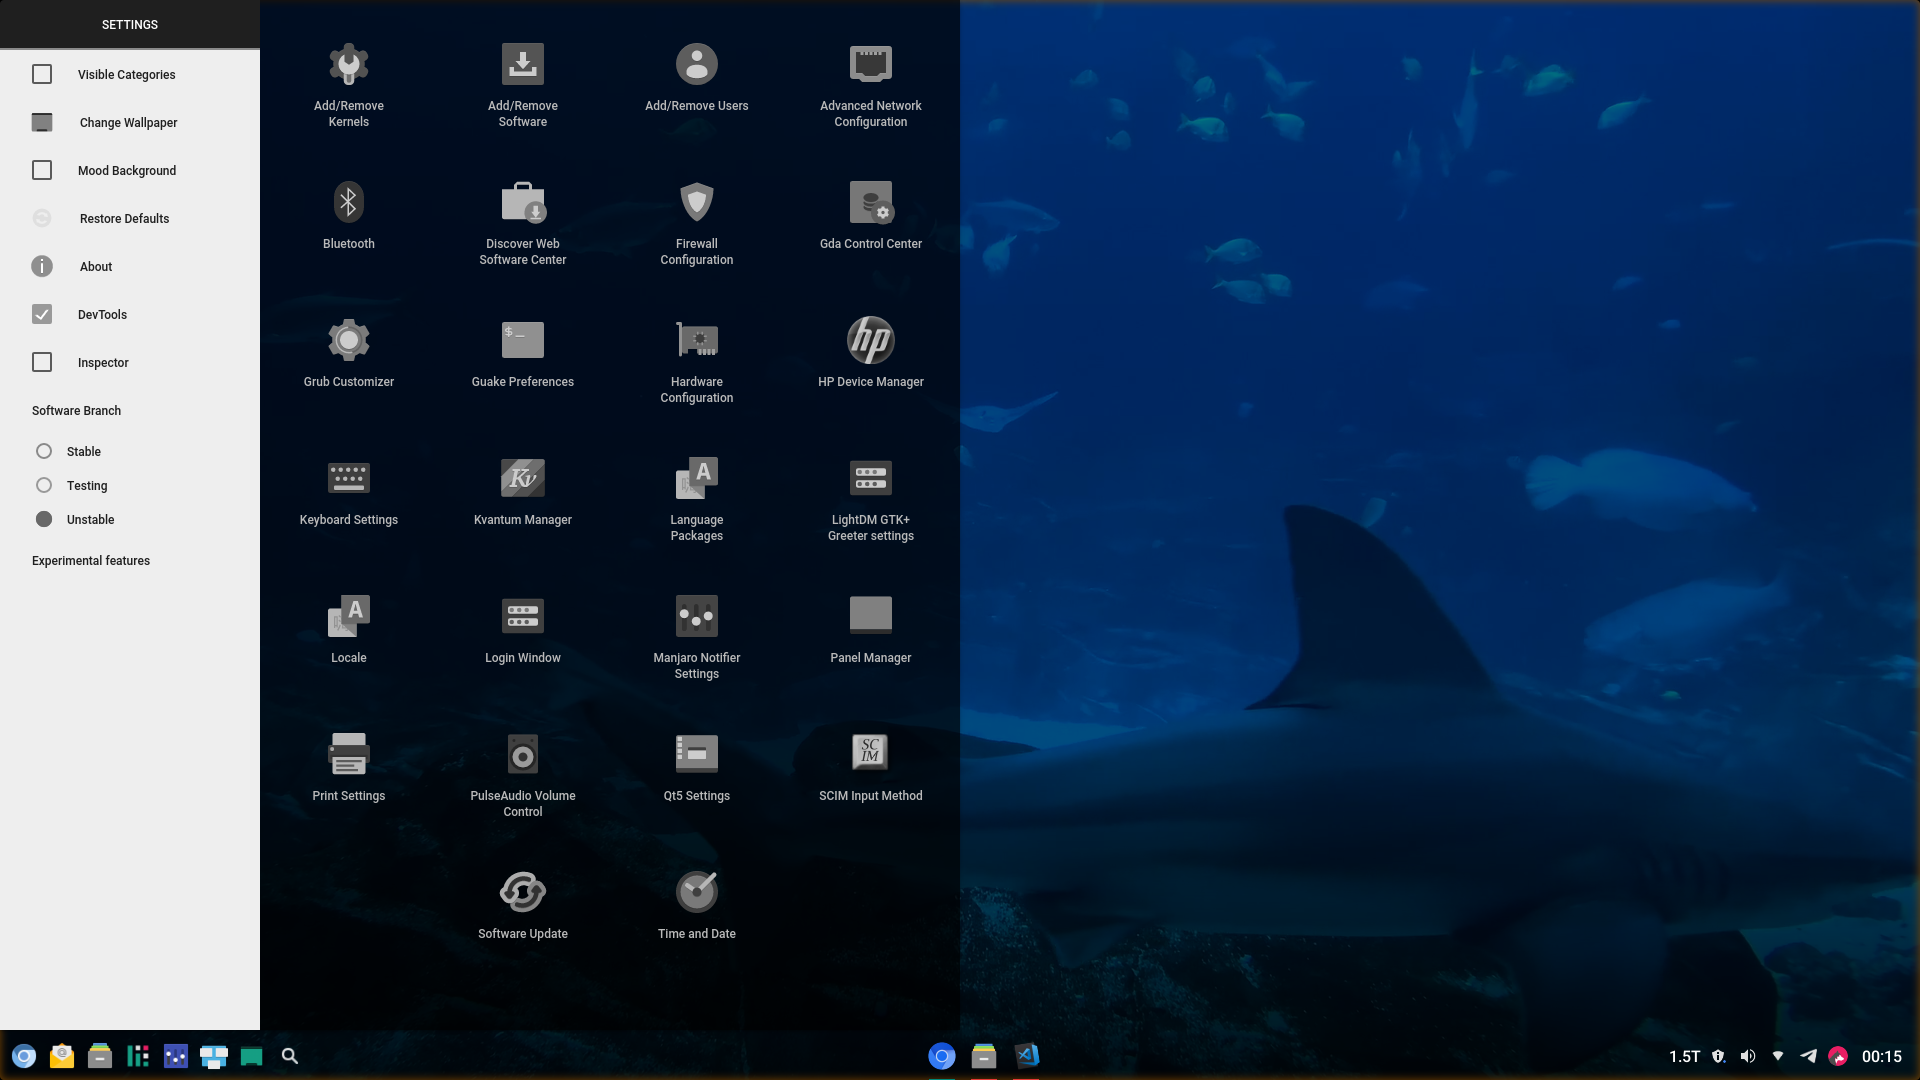 SETTINGS
Visible Categories
Change Wallpaper
Mood Background
Restore Defaults
About
DevTools
Inspector
Software Branch
Stable
Testing
Unstable
Experimental features
Add/Remove
Kernels
Add/Remove
Software
Add/Remove Users
Advanced Network
Configuration
Bluetooth
Discover Web
Software Center
Firewall
Configuration
Gda Control Center
Grub Customizer
$_
Guake Preferences
Hardware
Configuration
hp
HP Device Manager
Keyboard Settings
Kv
Kvantum Manager
A
Language
Packages
LightDM GTK+
Greeter settings
A
Locale
Login Window
Manjaro Notifier
Settings
Panel Manager
Print Settings
PulseAudio Volume
Control
Qt5 Settings
SC
IM
SCIM Input Method
Software Update
Time and Date
1.5T
00:15